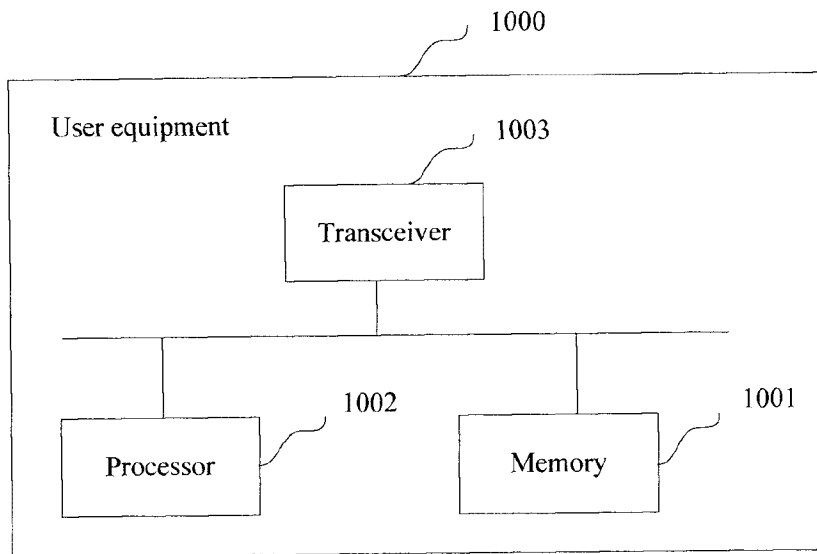 1000
User equipment
1003
Transceiver
1002
1001
Processor
Memory